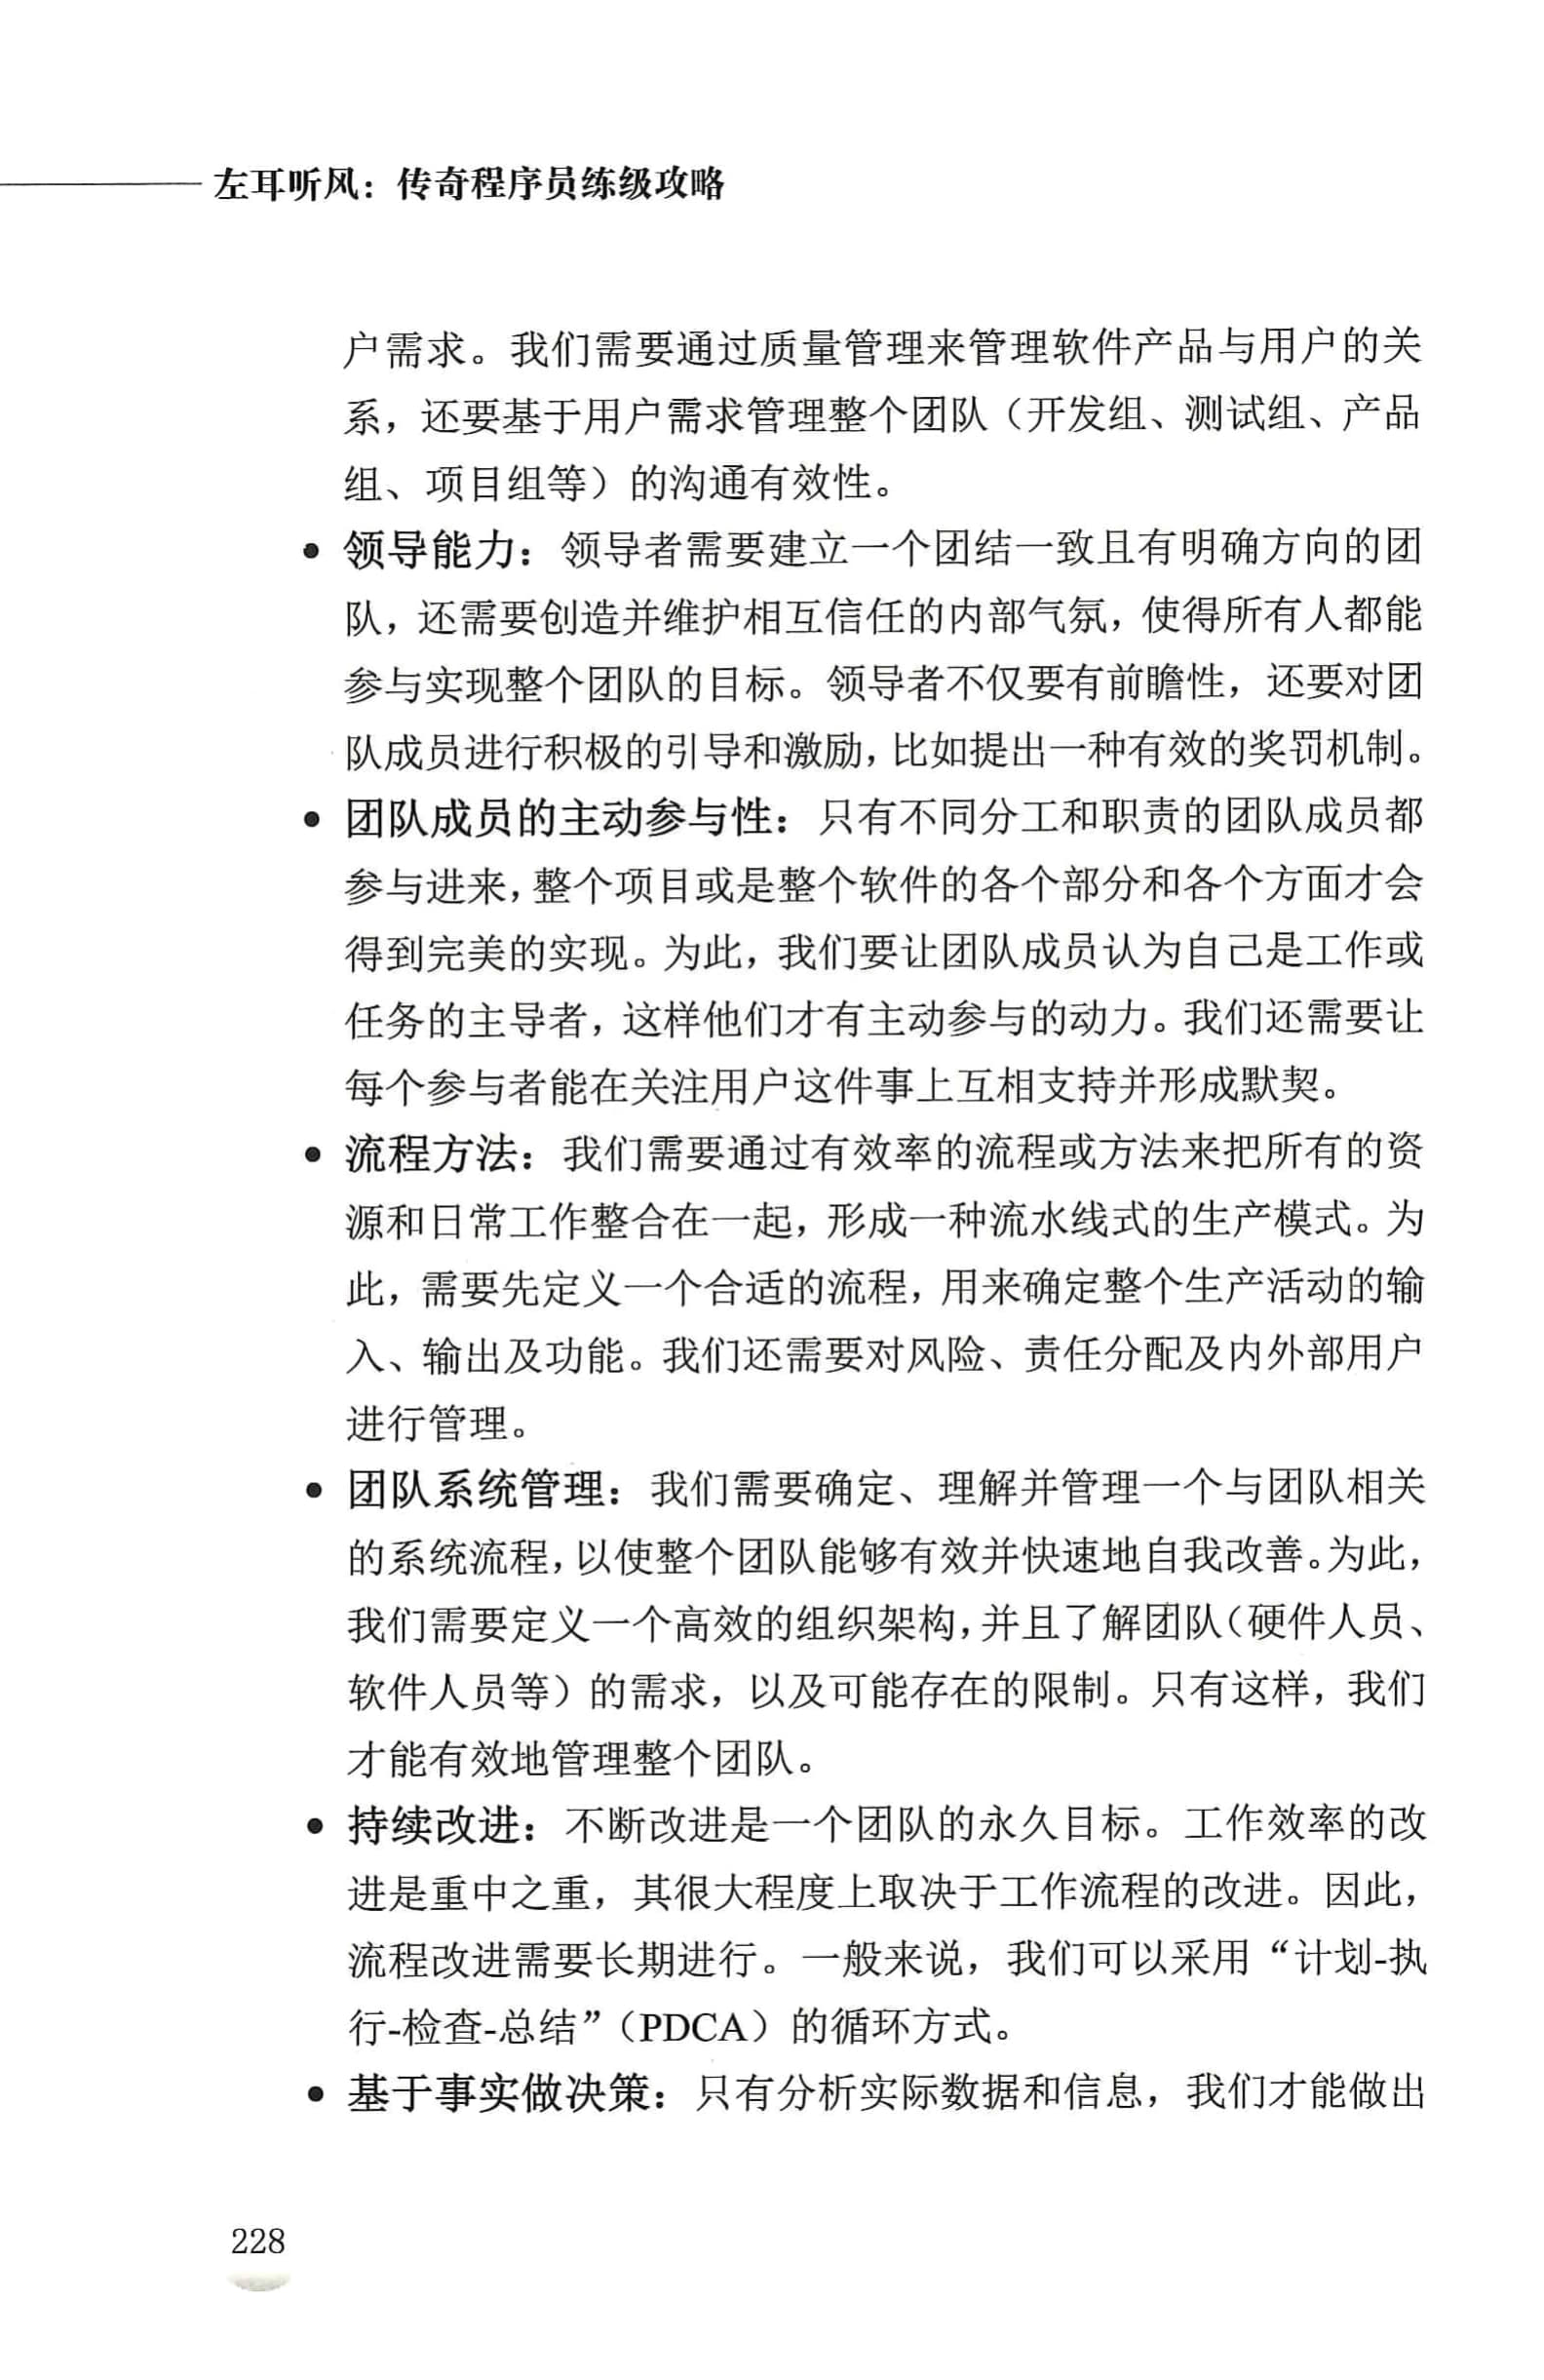 左耳听风：传奇程序员练级攻略
户需求。我们需要通过质量管理来管理软件产品与用户的关
系，还要基于用户需求管理整个团队（开发组、测试组、产品
组、项目组等）的沟通有效性。
● 领导能力：领导者需要建立一个团结一致且有明确方向的团
队，还需要创造并维护相互信任的内部气氛，使得所有人都能
参与实现整个团队的目标。领导者不仅要有前瞻性，还要对团
队成员进行积极的引导和激励，比如提出一种有效的奖罚机制。
● 团队成员的主动参与性：只有不同分工和职责的团队成员都
参与进来，整个项目或是整个软件的各个部分和各个方面才会
得到完美的实现。为此，我们要让团队成员认为自己是工作或
任务的主导者，这样他们才有主动参与的动力。我们还需要让
每个参与者能在关注用户这件事上互相支持并形成默契。
● 流程方法：我们需要通过有效率的流程或方法来把所有的资
源和日常工作整合在一起，形成一种流水线式的生产模式。为
此，需要先定义一个合适的流程，用来确定整个生产活动的输
入、输出及功能。我们还需要对风险、责任分配及内外部用户
进行管理。
● 团队系统管理：我们需要确定、理解并管理一个与团队相关
的系统流程，以使整个团队能够有效并快速地自我改善。为此，
我们需要定义一个高效的组织架构，并且了解团队（硬件人员、
软件人员等）的需求，以及可能存在的限制。只有这样，我们
才能有效地管理整个团队。
● 持续改进：不断改进是一个团队的永久目标。工作效率的改
进是重中之重，其很大程度上取决于工作流程的改进。因此，
流程改进需要长期进行。一般来说，我们可以采用“计划-执
行-检查-总结”（PDCA）的循环方式。
● 基于事实做决策：只有分析实际数据和信息，我们才能做出
228